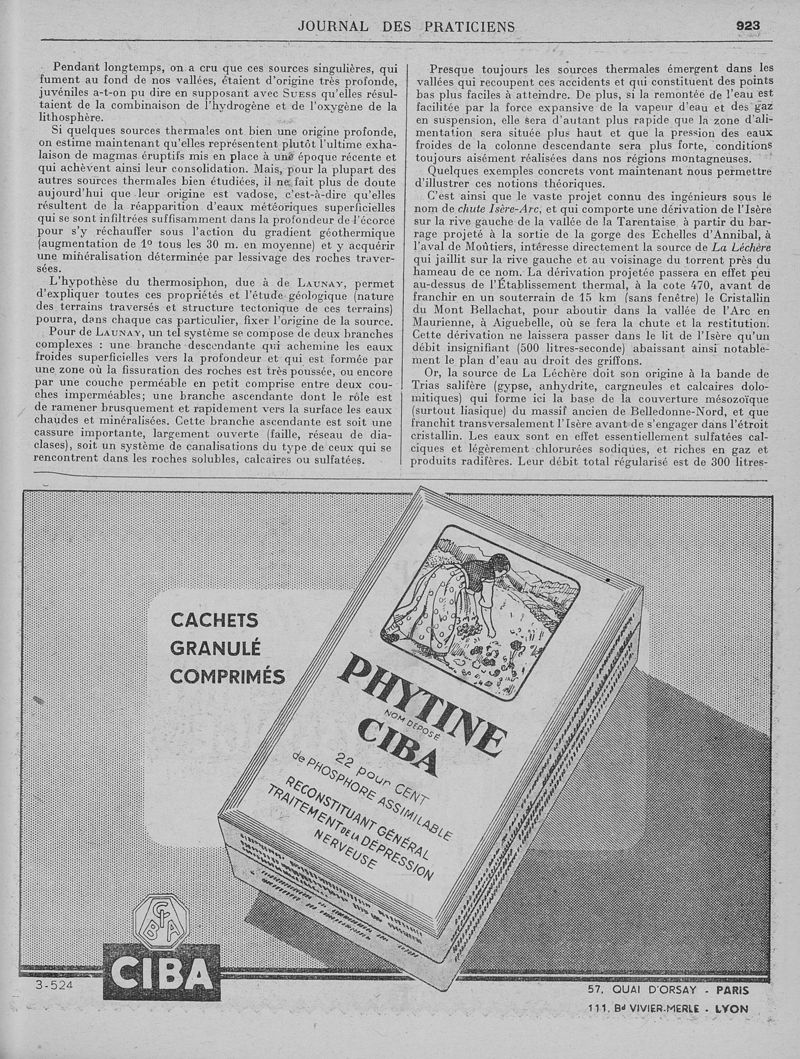 JOURNAL DES PRATICIENS
923
Pendant longtemps, on a cru que ces sources singulières, qui
fument au fond de nos vallées, étaient d'origine très profonde,
juvéniles a-t-on pu dire en supposant avec SUESS qu'elles résul-
taient de la combinaison de l'hydrogène et de l'oxygène de la
lithosphère.
Si quelques sources thermales ont bien une origine profonde,
on estime maintenant qu'elles représentent plutôt l'ultime exha-
laison de magmas éruptifs mis en place à une époque récente et
qui achèvent ainsi leur consolidation. Mais, pour la plupart des
autres sources thermales bien étudiées, il ne fait plus de doute
aujourd'hui que leur origine est vadose, c'est-à-dire qu'elles
résultent de la réapparition d'eaux météoriques superficielles
qui se sont infiltrées suffisamment dans la profondeur de l'écorce
pour s'y réchauffer sous l'action du gradient géothermique
(augmentation de 1° tous les 30 m. en moyenne) et y acquérir
une minéralisation déterminée par lessivage des roches traver-
sées.
L'hypothèse du thermosiphon, due à de LAUNAY, permet
d'expliquer toutes ces propriétés et l'étude géologique (nature
des terrains traversés et structure tectonique de ces terrains)
pourra, dans chaque cas particulier, fixer l'origine de la source.
Pour de LAUNAY, un tel système se compose de deux branches
complexes : une branche descendante qui achemine les eaux
froides superficielles vers la profondeur et qui est formée par
une zone où la fissuration des roches est très poussée, ou encore
par une couche perméable en petit comprise entre deux cou-
ches imperméables; une branche ascendante dont le rôle est
de ramener brusquement et rapidement vers la surface les eaux
chaudes et minéralisées. Cette branche ascendante est soit une
cassure importante, largement ouverte (faille, réseau de dia-
clases), soit un système de canalisations du type de ceux qui se
rencontrent dans les roches solubles, calcaires ou sulfatées.
Presque toujours les sources thermales émergent dans les
vallées qui recoupent ces accidents et qui constituent des points
bas plus faciles à atteindre. De plus, si la remontée de l'eau est
facilitée par la force expansive de la vapeur d'eau et des gaz
en suspension, elle sera d'autant plus rapide que la zone d'ali-
mentation sera située plus haut et que la pression des eaux
froides de la colonne descendante sera plus forte, conditions
toujours aisément réalisées dans nos régions montagneuses.
Quelques exemples concrets vont maintenant nous permettre
d'illustrer ces notions théoriques.
C'est ainsi que le vaste projet connu des ingénieurs sous le
nom de chute Isère-Arc, et qui comporte une dérivation de l'Isère
sur la rive gauche de la vallée de la Tarentaise à partir du bar-
rage projeté à la sortie de la gorge des Echelles d'Annibal, à
l'aval de Moûtiers, intéresse directement la source de La Léchère
qui jaillit sur la rive gauche et au voisinage du torrent près du
hameau de ce nom. La dérivation projetée passera en effet peu
au-dessus de l'Établissement thermal, à la cote 470, avant de
franchir en un souterrain de 15 km (sans fenêtre) le Cristallin
du Mont Bellachat, pour aboutir dans la vallée de l'Arc en
Maurienne, à Aiguebelle, où se fera la chute et la restitution.
Cette dérivation ne laissera passer dans le lit de l'Isère qu'un
débit insignifiant (500 litres-seconde) abaissant ainsi notable-
ment le plan d'eau au droit des griffons.
Or, la source de La Léchère doit son origine à la bande de
Trias salifère (gypse, anhydrite, cargneules et calcaires dolo-
mitiques) qui forme ici la base de la couverture mésozoïque
(surtout liasique) du massif ancien de Belledonne-Nord, et que
franchit transversalement l'Isère avant de s'engager dans l'étroit
cristallin. Les eaux sont en effet essentiellement sulfatées cal-
ciques et légèrement chlorurées sodiques, et riches en gaz et
produits radifères. Leur débit total régularisé est de 300 litres-
CACHETS
GRANULÉ
COMPRIMÉS
PHYTINE
NOM DÉPOSÉ
CIBA
22 pour CENT
de PHOSPHORE ASSIMILABLE
RECONSTITUANT GÉNÉRAL
TRAITEMENT DE LA DÉPRESSION
NERVEUSE
CIBA
CIBA
3-524
57, QUAI D'ORSAY - PARIS
111, Bd VIVIER-MERLE - LYON